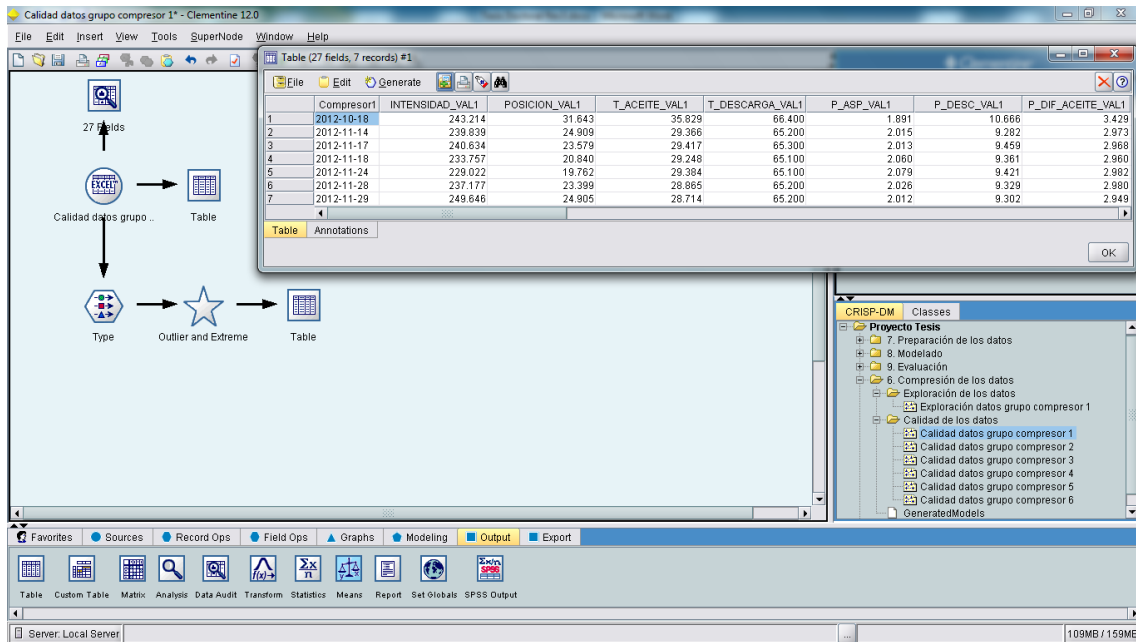 Calidad datos grupo compresor 1* - Clementine 12.0
File Edit Insert View Tools SuperNode Window Help
Table (27 fields, 7 records) #1
File Edit Generate
Compresor1 INTENSIDAD_VAL1 POSICION_VAL1 T_ACEITE_VAL1 T_DESCARGA_VAL1 P_ASP_VAL1 P_DESC_VAL1 P_DIF_ACEITE_VAL1
1 2012-10-18 243.214 31.643 35.829 66.400 1.891 10.666 3.429
2 2012-11-14 239.839 24.909 29.366 65.200 2.015 9.282 2.973
3 2012-11-17 240.634 23.579 29.417 65.300 2.013 9.459 2.968
4 2012-11-18 233.757 20.840 29.248 65.100 2.060 9.361 2.960
5 2012-11-24 229.022 19.762 29.384 65.100 2.079 9.421 2.982
6 2012-11-28 237.177 23.399 28.865 65.200 2.026 9.329 2.980
7 2012-11-29 249.646 24.905 28.714 65.200 2.012 9.302 2.949
Table Annotations
OK
27 Fields
EXCEL
Calidad datos grupo ..
Table
Type
Outlier and Extreme
Table
CRISP-DM Classes
Proyecto Tesis
7. Preparación de los datos
8. Modelado
9. Evaluación
6. Compresión de los datos
Exploración de los datos
Exploración datos grupo compresor 1
Calidad de los datos
Calidad datos grupo compresor 1
Calidad datos grupo compresor 2
Calidad datos grupo compresor 3
Calidad datos grupo compresor 4
Calidad datos grupo compresor 5
Calidad datos grupo compresor 6
GeneratedModels
Favorites Sources Record Ops Field Ops Graphs Modeling Output Export
Table Custom Table Matrix Analysis Data Audit Transform Statistics Means Report Set Globals SPSS Output
Server: Local Server
...
109MB / 159MB